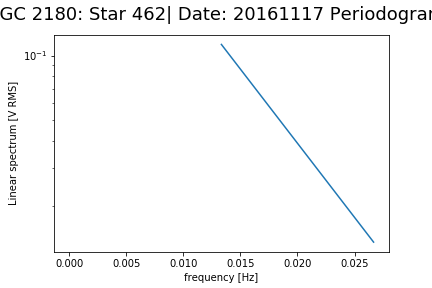 GC 2180: Star 462| Date: 20161117 Periodogra
10⁻¹
Linear spectrum [V RMS]
0.000 0.005 0.010 0.015 0.020 0.025
frequency [Hz]